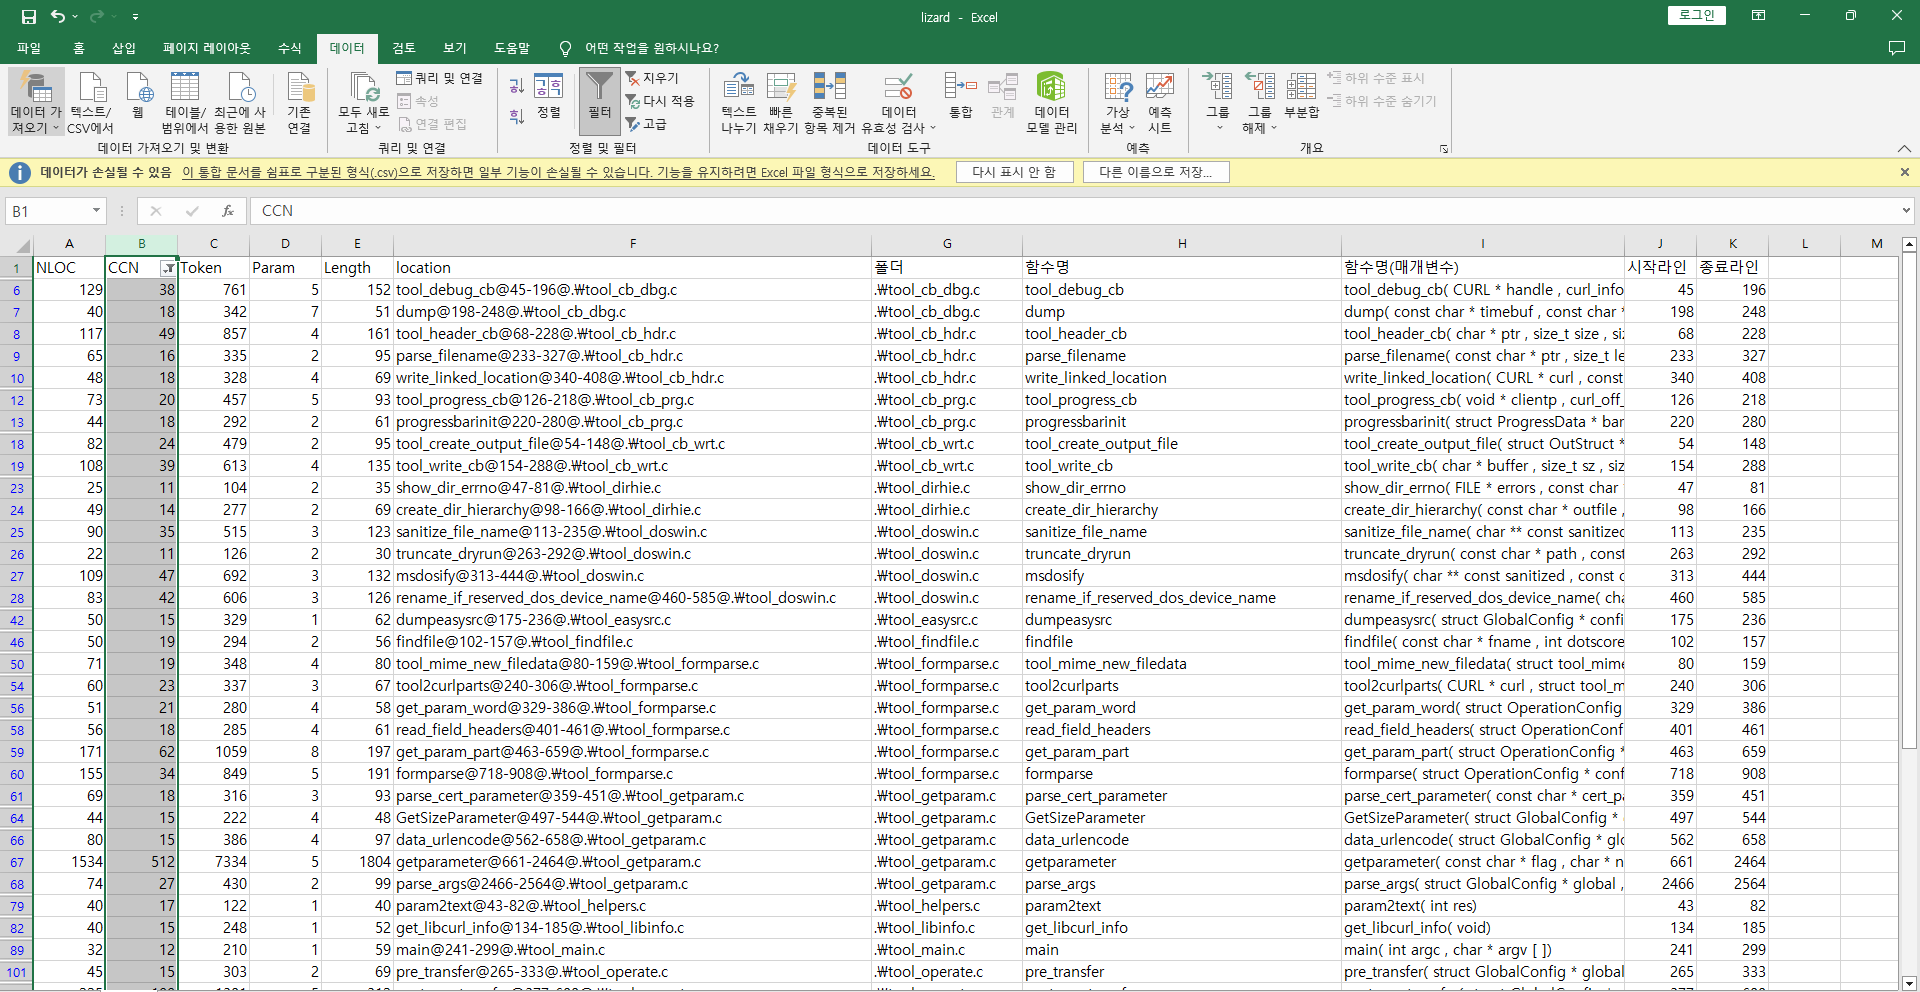 lizard - Excel
로그인
파일 홈 삽입 페이지 레이아웃 수식 데이터 검토 보기 도움말 어떤 작업을 원하시나요?
데이터 가져오기 텍스트/CSV에서 웹 테이블/범위에서 최근에 사용한 원본 기존 연결
모두 새로 고침 쿼리 및 연결 속성 연결 편집
정렬 필터 지우기 다시 적용 고급
텍스트 나누기 빠른 채우기 중복된 항목 제거 데이터 유효성 검사 통합 관계 데이터 모델 관리
가상 분석 예측 시트 그룹 그룹 해제 부분합 하위 수준 표시 하위 수준 숨기기
데이터 가져오기 및 변환 쿼리 및 연결 정렬 및 필터 데이터 도구 예측 개요
데이터가 손실될 수 있음 이 통합 문서를 쉼표로 구분된 형식(.csv)으로 저장하면 일부 기능이 손실될 수 있습니다. 기능을 유지하려면 Excel 파일 형식으로 저장하세요. 다시 표시 안 함 다른 이름으로 저장...
B1 fx CCN
A B C D E F G H I J K L M
1 NLOC CCN Token Param Length location 폴더 함수명 함수명(매개변수) 시작라인 종료라인
6 129 38 761 5 152 tool_debug_cb@45-196@.₩tool_cb_dbg.c .₩tool_cb_dbg.c tool_debug_cb tool_debug_cb( CURL * handle , curl_info 45 196
7 40 18 342 7 51 dump@198-248@.₩tool_cb_dbg.c .₩tool_cb_dbg.c dump dump( const char * timebuf , const char * 198 248
8 117 49 857 4 161 tool_header_cb@68-228@.₩tool_cb_hdr.c .₩tool_cb_hdr.c tool_header_cb tool_header_cb( char * ptr , size_t size , si 68 228
9 65 16 335 2 95 parse_filename@233-327@.₩tool_cb_hdr.c .₩tool_cb_hdr.c parse_filename parse_filename( const char * ptr , size_t le 233 327
10 48 18 328 4 69 write_linked_location@340-408@.₩tool_cb_hdr.c .₩tool_cb_hdr.c write_linked_location write_linked_location( CURL * curl , const 340 408
12 73 20 457 5 93 tool_progress_cb@126-218@.₩tool_cb_prg.c .₩tool_cb_prg.c tool_progress_cb tool_progress_cb( void * clientp , curl_off_ 126 218
13 44 18 292 2 61 progressbarinit@220-280@.₩tool_cb_prg.c .₩tool_cb_prg.c progressbarinit progressbarinit( struct ProgressData * bar 220 280
18 82 24 479 2 95 tool_create_output_file@54-148@.₩tool_cb_wrt.c .₩tool_cb_wrt.c tool_create_output_file tool_create_output_file( struct OutStruct * 54 148
19 108 39 613 4 135 tool_write_cb@154-288@.₩tool_cb_wrt.c .₩tool_cb_wrt.c tool_write_cb tool_write_cb( char * buffer , size_t sz , siz 154 288
23 25 11 104 2 35 show_dir_errno@47-81@.₩tool_dirhie.c .₩tool_dirhie.c show_dir_errno show_dir_errno( FILE * errors , const char 47 81
24 49 14 277 2 69 create_dir_hierarchy@98-166@.₩tool_dirhie.c .₩tool_dirhie.c create_dir_hierarchy create_dir_hierarchy( const char * outfile , 98 166
25 90 35 515 3 123 sanitize_file_name@113-235@.₩tool_doswin.c .₩tool_doswin.c sanitize_file_name sanitize_file_name( char ** const sanitized 113 235
26 22 11 126 2 30 truncate_dryrun@263-292@.₩tool_doswin.c .₩tool_doswin.c truncate_dryrun truncate_dryrun( const char * path , const 263 292
27 109 47 692 3 132 msdosify@313-444@.₩tool_doswin.c .₩tool_doswin.c msdosify msdosify( char ** const sanitized , const c 313 444
28 83 42 606 3 126 rename_if_reserved_dos_device_name@460-585@.₩tool_doswin.c .₩tool_doswin.c rename_if_reserved_dos_device_name rename_if_reserved_dos_device_name( cha 460 585
42 50 15 329 1 62 dumpeasysrc@175-236@.₩tool_easysrc.c .₩tool_easysrc.c dumpeasysrc dumpeasysrc( struct GlobalConfig * confi 175 236
46 50 19 294 2 56 findfile@102-157@.₩tool_findfile.c .₩tool_findfile.c findfile findfile( const char * fname , int dotscore 102 157
50 71 19 348 4 80 tool_mime_new_filedata@80-159@.₩tool_formparse.c .₩tool_formparse.c tool_mime_new_filedata tool_mime_new_filedata( struct tool_mime 80 159
54 60 23 337 3 67 tool2curlparts@240-306@.₩tool_formparse.c .₩tool_formparse.c tool2curlparts tool2curlparts( CURL * curl , struct tool_m 240 306
56 51 21 280 4 58 get_param_word@329-386@.₩tool_formparse.c .₩tool_formparse.c get_param_word get_param_word( struct OperationConfig 329 386
58 56 18 285 4 61 read_field_headers@401-461@.₩tool_formparse.c .₩tool_formparse.c read_field_headers read_field_headers( struct OperationConf 401 461
59 171 62 1059 8 197 get_param_part@463-659@.₩tool_formparse.c .₩tool_formparse.c get_param_part get_param_part( struct OperationConfig * 463 659
60 155 34 849 5 191 formparse@718-908@.₩tool_formparse.c .₩tool_formparse.c formparse formparse( struct OperationConfig * conf 718 908
61 69 18 316 3 93 parse_cert_parameter@359-451@.₩tool_getparam.c .₩tool_getparam.c parse_cert_parameter parse_cert_parameter( const char * cert_pa 359 451
64 44 15 222 4 48 GetSizeParameter@497-544@.₩tool_getparam.c .₩tool_getparam.c GetSizeParameter GetSizeParameter( struct GlobalConfig * 497 544
66 80 15 386 4 97 data_urlencode@562-658@.₩tool_getparam.c .₩tool_getparam.c data_urlencode data_urlencode( struct GlobalConfig * glo 562 658
67 1534 512 7334 5 1804 getparameter@661-2464@.₩tool_getparam.c .₩tool_getparam.c getparameter getparameter( const char * flag , char * n 661 2464
68 74 27 430 2 99 parse_args@2466-2564@.₩tool_getparam.c .₩tool_getparam.c parse_args parse_args( struct GlobalConfig * global , 2466 2564
79 40 17 122 1 40 param2text@43-82@.₩tool_helpers.c .₩tool_helpers.c param2text param2text( int res) 43 82
82 40 15 248 1 52 get_libcurl_info@134-185@.₩tool_libinfo.c .₩tool_libinfo.c get_libcurl_info get_libcurl_info( void) 134 185
89 32 12 210 1 59 main@241-299@.₩tool_main.c .₩tool_main.c main main( int argc , char * argv [ ]) 241 299
101 45 15 303 2 69 pre_transfer@265-333@.₩tool_operate.c .₩tool_operate.c pre_transfer pre_transfer( struct GlobalConfig * global 265 333